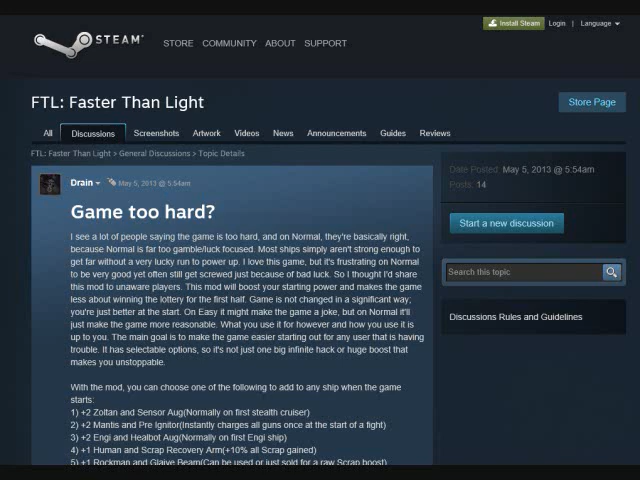 Install Steam
Login | Language
STEAM
STORE COMMUNITY ABOUT SUPPORT
FTL: Faster Than Light
Store Page
All Discussions Screenshots Artwork Videos News Announcements Guides Reviews
FTL: Faster Than Light > General Discussions > Topic Details
Drain May 5, 2013 @ 5:54am
Game too hard?
I see a lot of people saying the game is too hard, and on Normal, they're basically right,
because Normal is far too gamble/luck focused. Most ships simply aren't strong enough to
get far without a very lucky run to power up. I love this game, but it's frustrating on Normal
to be very good yet often still get screwed just because of bad luck. So I thought I'd share
this mod to unaware players. This mod will boost your starting power and makes the game
less about winning the lottery for the first half. Game is not changed in a significant way;
you're just better at the start. On Easy it might make the game a joke, but on Normal it'll
just make the game more reasonable. What you use it for however and how you use it is
up to you. The main goal is to make the game easier starting out for any user that is having
trouble. It has selectable options, so it's not just one big infinite hack or huge boost that
makes you unstoppable.
With the mod, you can choose one of the following to add to any ship when the game
starts:
1) +2 Zoltan and Sensor Aug(Normally on first stealth cruiser)
2) +2 Mantis and Pre Ignitor(Instantly charges all guns once at the start of a fight)
3) +2 Engi and Healbot Aug(Normally on first Engi ship)
4) +1 Human and Scrap Recovery Arm(+10% all Scrap gained)
5) +1 Rockman and Glaive Beam(Can be used or just sold for a raw Scrap boost)
Date Posted: May 5, 2013 @ 5:54am
Posts: 14
Start a new discussion
Search this topic
Discussions Rules and Guidelines